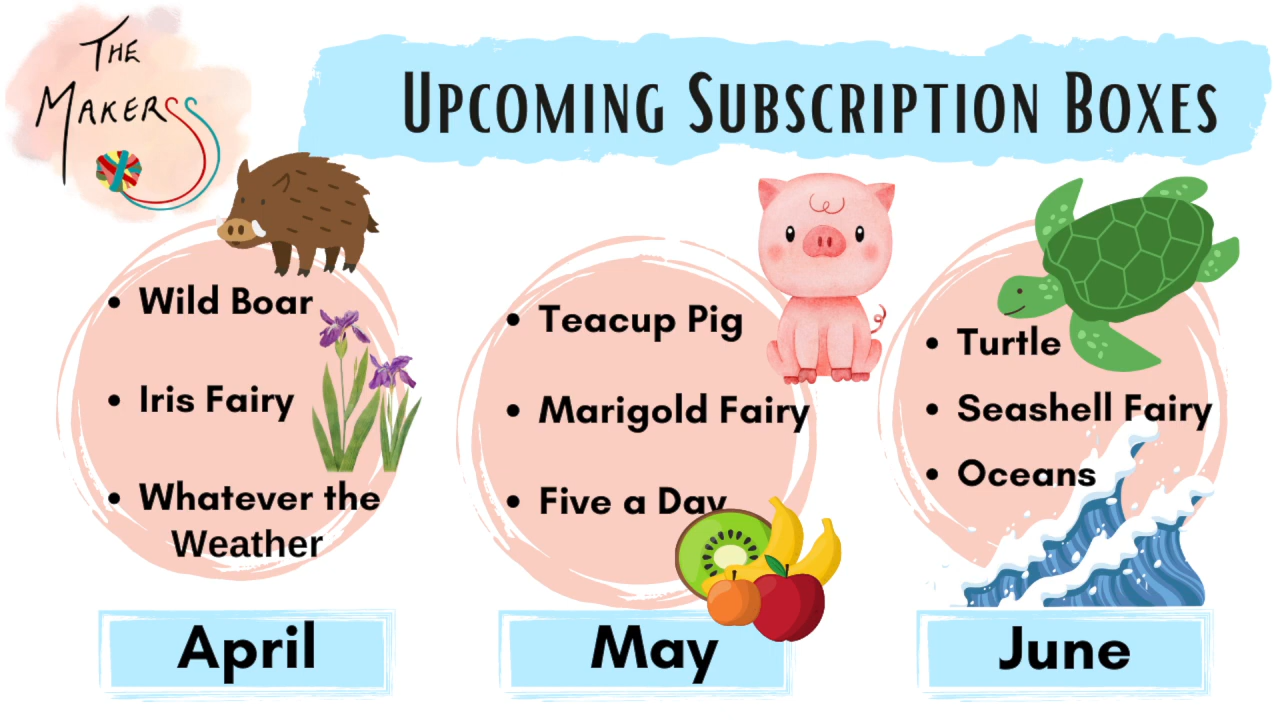 The
Makerss
Upcoming Subscription Boxes
• Wild Boar
• Iris Fairy
• Whatever the
Weather
April
• Teacup Pig
• Marigold Fairy
• Five a Day
May
• Turtle
• Seashell Fairy
• Oceans
June